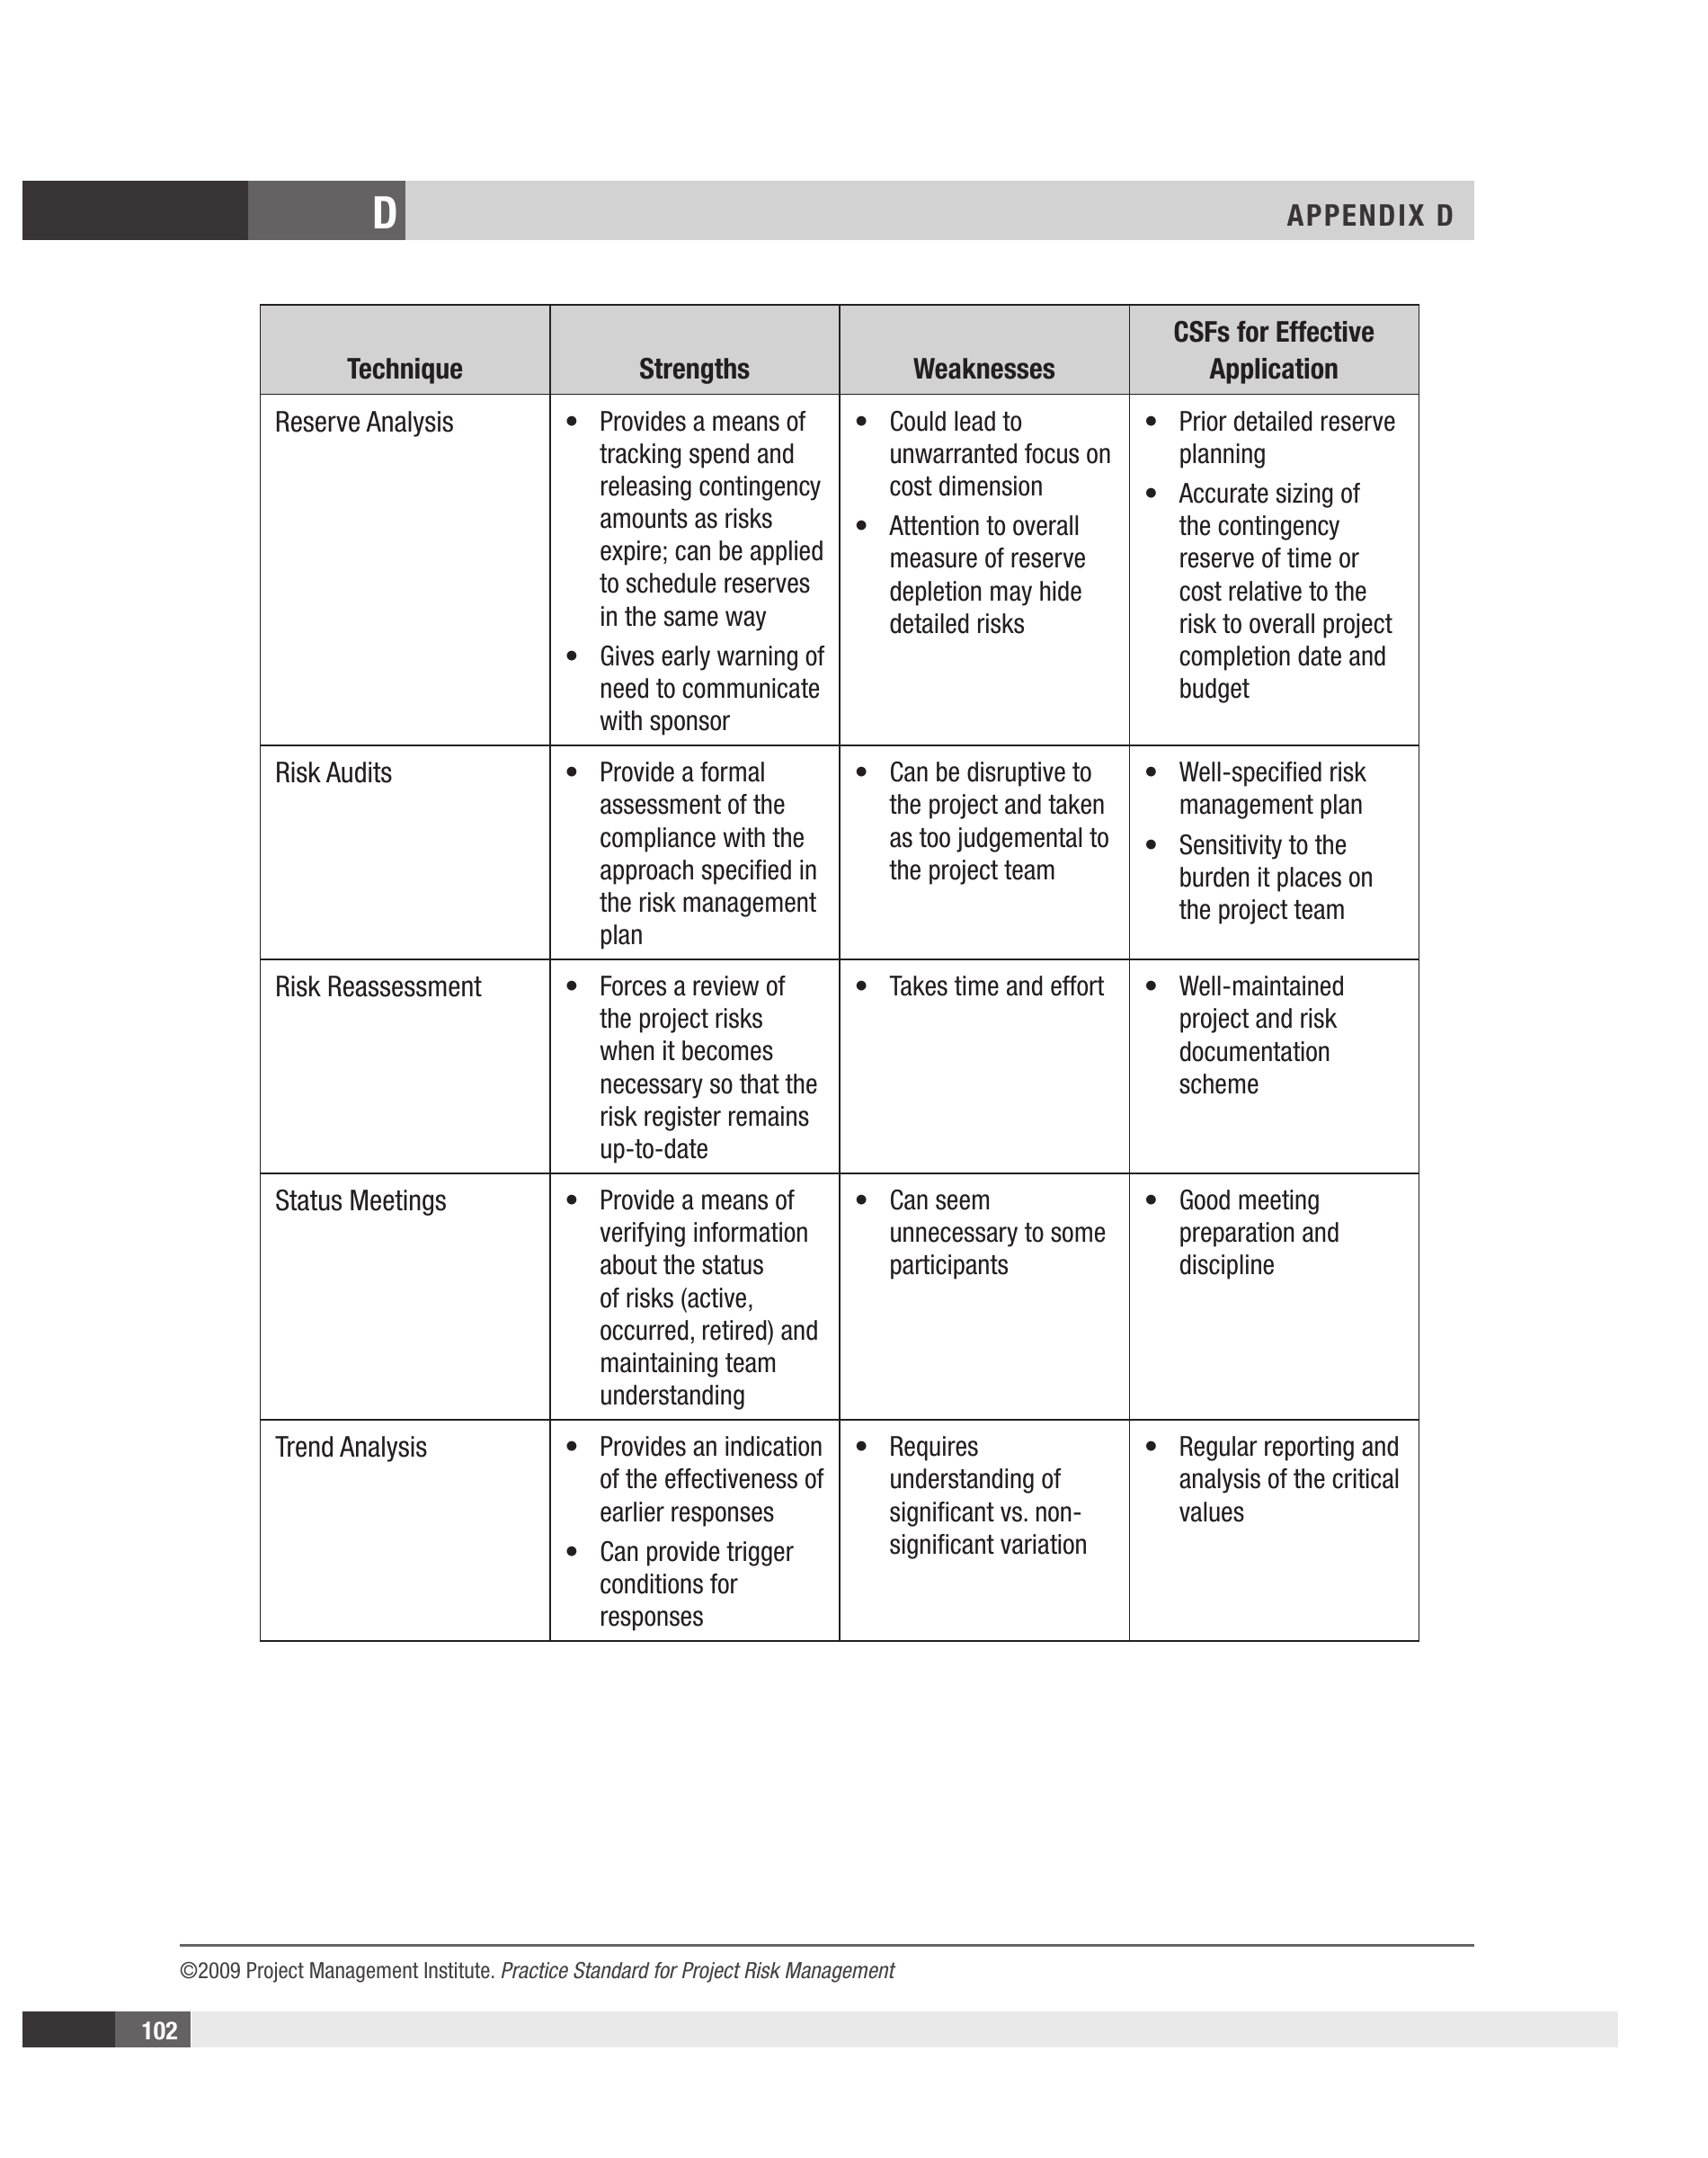 D
APPENDIX D
Technique
Strengths
Weaknesses
CSFs for Effective
Application
Reserve Analysis
• Provides a means of
tracking spend and
releasing contingency
amounts as risks
expire; can be applied
to schedule reserves
in the same way
• Gives early warning of
need to communicate
with sponsor
• Could lead to
unwarranted focus on
cost dimension
• Attention to overall
measure of reserve
depletion may hide
detailed risks
• Prior detailed reserve
planning
• Accurate sizing of
the contingency
reserve of time or
cost relative to the
risk to overall project
completion date and
budget
Risk Audits
• Provide a formal
assessment of the
compliance with the
approach specified in
the risk management
plan
• Can be disruptive to
the project and taken
as too judgemental to
the project team
• Well-specified risk
management plan
• Sensitivity to the
burden it places on
the project team
Risk Reassessment
• Forces a review of
the project risks
when it becomes
necessary so that the
risk register remains
up-to-date
• Takes time and effort
• Well-maintained
project and risk
documentation
scheme
Status Meetings
• Provide a means of
verifying information
about the status
of risks (active,
occurred, retired) and
maintaining team
understanding
• Can seem
unnecessary to some
participants
• Good meeting
preparation and
discipline
Trend Analysis
• Provides an indication
of the effectiveness of
earlier responses
• Can provide trigger
conditions for
responses
• Requires
understanding of
significant vs. non-
significant variation
• Regular reporting and
analysis of the critical
values
©2009 Project Management Institute. Practice Standard for Project Risk Management
102